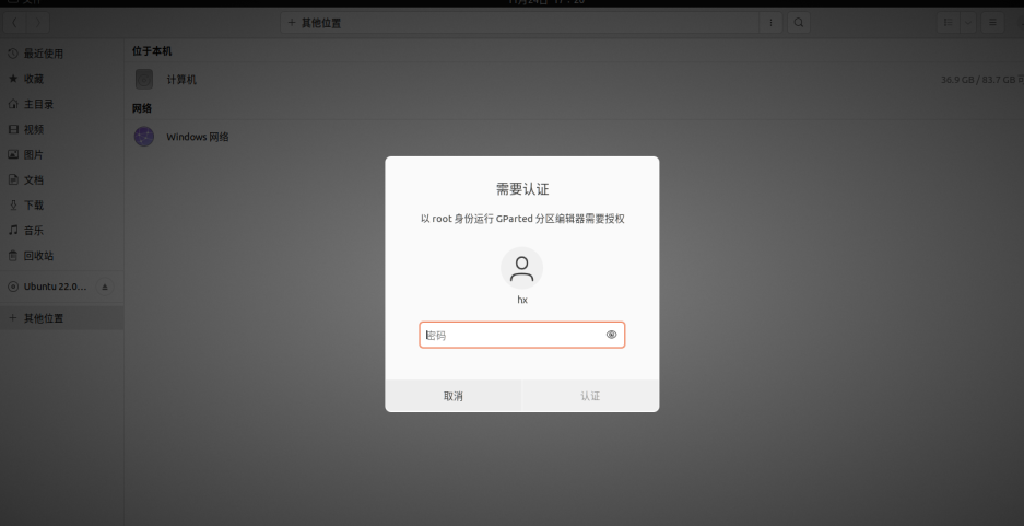 其他位置
最近使用
收藏
主目录
视频
图片
文档
下载
音乐
回收站
Ubuntu 22.0...
其他位置
位于本机
计算机
36.9 GB / 83.7 GB
网络
Windows 网络
需要认证
以 root 身份运行 GParted 分区编辑器需要授权
hx
密码
取消
认证